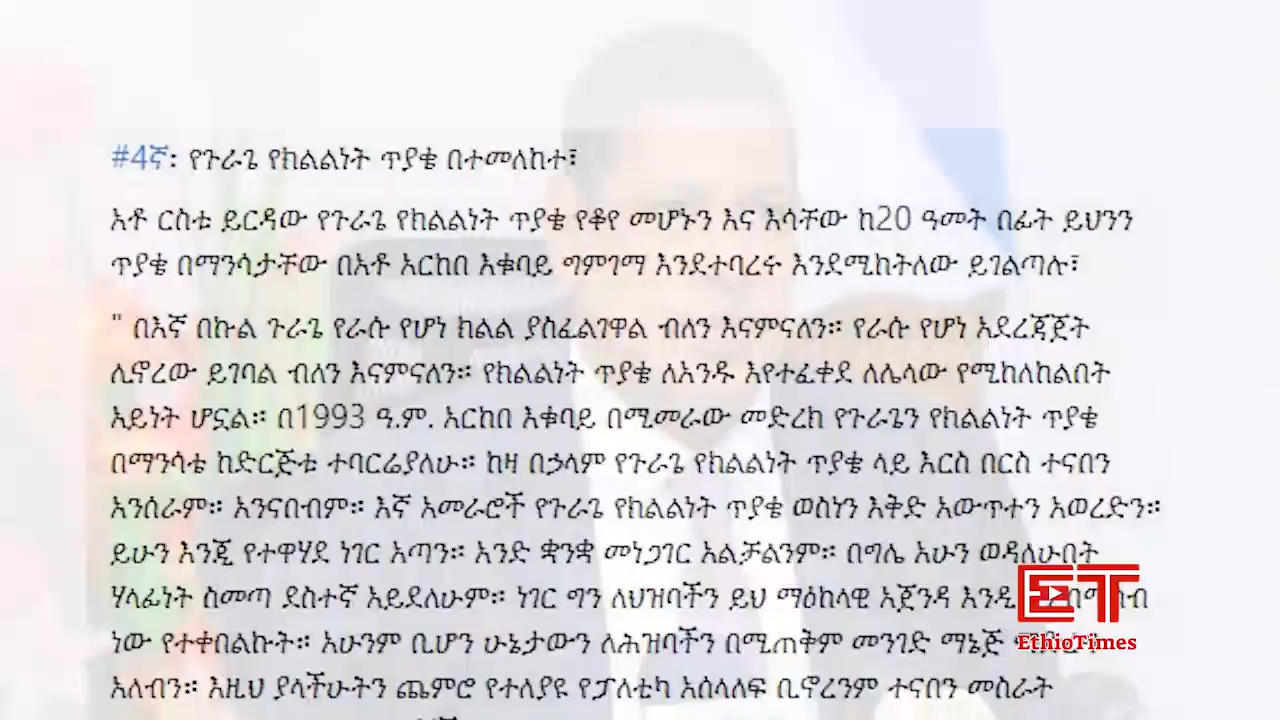 #4ኛ፡ የጉራጌ የክልልነት ጥያቄ በተመለከተ፣
አቶ ርስቱ ይርዳው የጉራጌ የክልልነት ጥያቄ የቆየ መሆኑን እና እሳቸው ከ20 ዓመት በፊት ይህንን
ጥያቄ በማንሳታቸው በአቶ አርከበ እቁባይ ግምገማ እንደተባረሩ እንደሚከትለው ይገልጣሉ፣
" በእኛ በኩል ጉራጌ የራሱ የሆነ ክልል ያስፈልገዋል ብለን እናምናለን። የራሱ የሆነ አደረጃጀት
ሊኖረው ይገባል ብለን እናምናለን። የክልልነት ጥያቄ ለአንዱ እየተፈቀደ ለሌላው የሚከለከልበት
አይነት ሆኗል። በ1993 ዓ.ም. አርከበ እቁባይ በሚመራው መድረክ የጉራጌን የክልልነት ጥያቄ
በማንሳቴ ከድርጅቱ ተባርሬያለሁ። ከዛ በኃላም የጉራጌ የክልልነት ጥያቄ ላይ እርስ በርስ ተናበን
አንሰራም። አንናበብም። እኛ አመራሮች የጉራጌ የክልልነት ጥያቄ ወስነን እቅድ አውጥተን አወረድን።
ይሁን እንጂ የተዋሃደ ነገር አጣን። አንድ ቋንቋ መነጋገር አልቻልንም። በግሌ አሁን ወዳለሁበት
ሃላፊነት ስመጣ ደስተኛ አይደለሁም። ነገር ግን ለህዝባችን ይህ ማዕከላዊ አጀንዳ
ነው የተቀበልኩት። አሁንም ቢሆን ሁኔታውን ለሕዝባችን በሚጠቅም መንገድ ማኔጅ
አለብን። እዚህ ያላችሁትን ጨምሮ የተለያዩ የፓለቲካ አሰላለፍ ቢኖረንም ተናበን መስራት
ET
EthioTimes